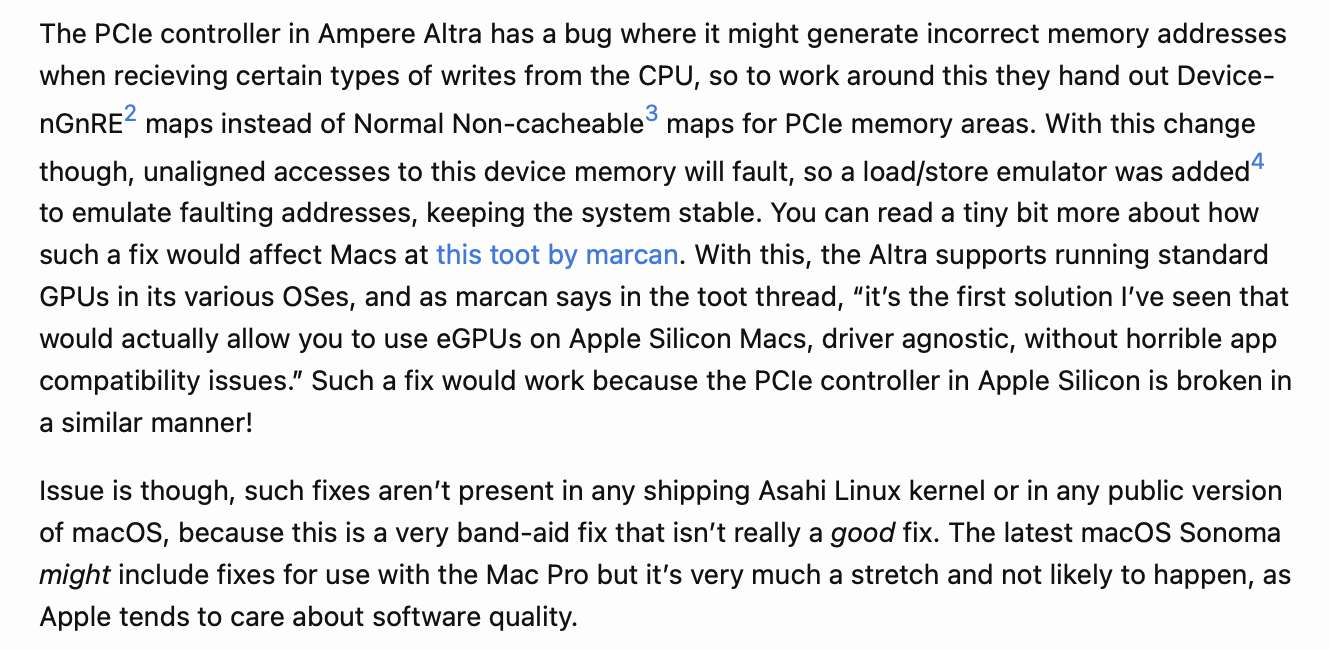 The PCIe controller in Ampere Altra has a bug where it might generate incorrect memory addresses
when recieving certain types of writes from the CPU, so to work around this they hand out Device-
nGnRE2 maps instead of Normal Non-cacheable3 maps for PCIe memory areas. With this change
though, unaligned accesses to this device memory will fault, so a load/store emulator was added4
to emulate faulting addresses, keeping the system stable. You can read a tiny bit more about how
such a fix would affect Macs at this toot by marcan. With this, the Altra supports running standard
GPUs in its various OSes, and as marcan says in the toot thread, “it’s the first solution I’ve seen that
would actually allow you to use eGPUs on Apple Silicon Macs, driver agnostic, without horrible app
compatibility issues.” Such a fix would work because the PCIe controller in Apple Silicon is broken in
a similar manner!
Issue is though, such fixes aren’t present in any shipping Asahi Linux kernel or in any public version
of macOS, because this is a very band-aid fix that isn’t really a good fix. The latest macOS Sonoma
might include fixes for use with the Mac Pro but it’s very much a stretch and not likely to happen, as
Apple tends to care about software quality.